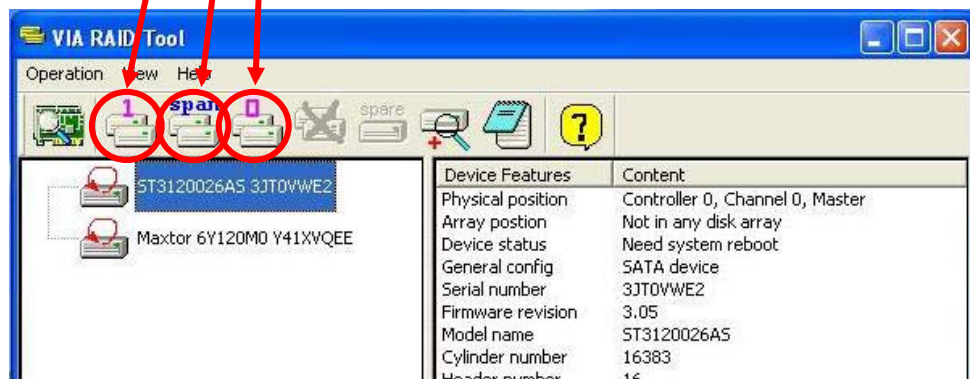 VIA RAID Tool
Operation View Help
1 span 0 spare ?
ST3120026AS 3JT0VWE2
Maxtor 6Y120M0 Y41XVQEE
Device Features Content
Physical position Controller 0, Channel 0, Master
Array postion Not in any disk array
Device status Need system reboot
General config SATA device
Serial number 3JT0VWE2
Firmware revision 3.05
Model name ST3120026AS
Cylinder number 16383
Header number 16